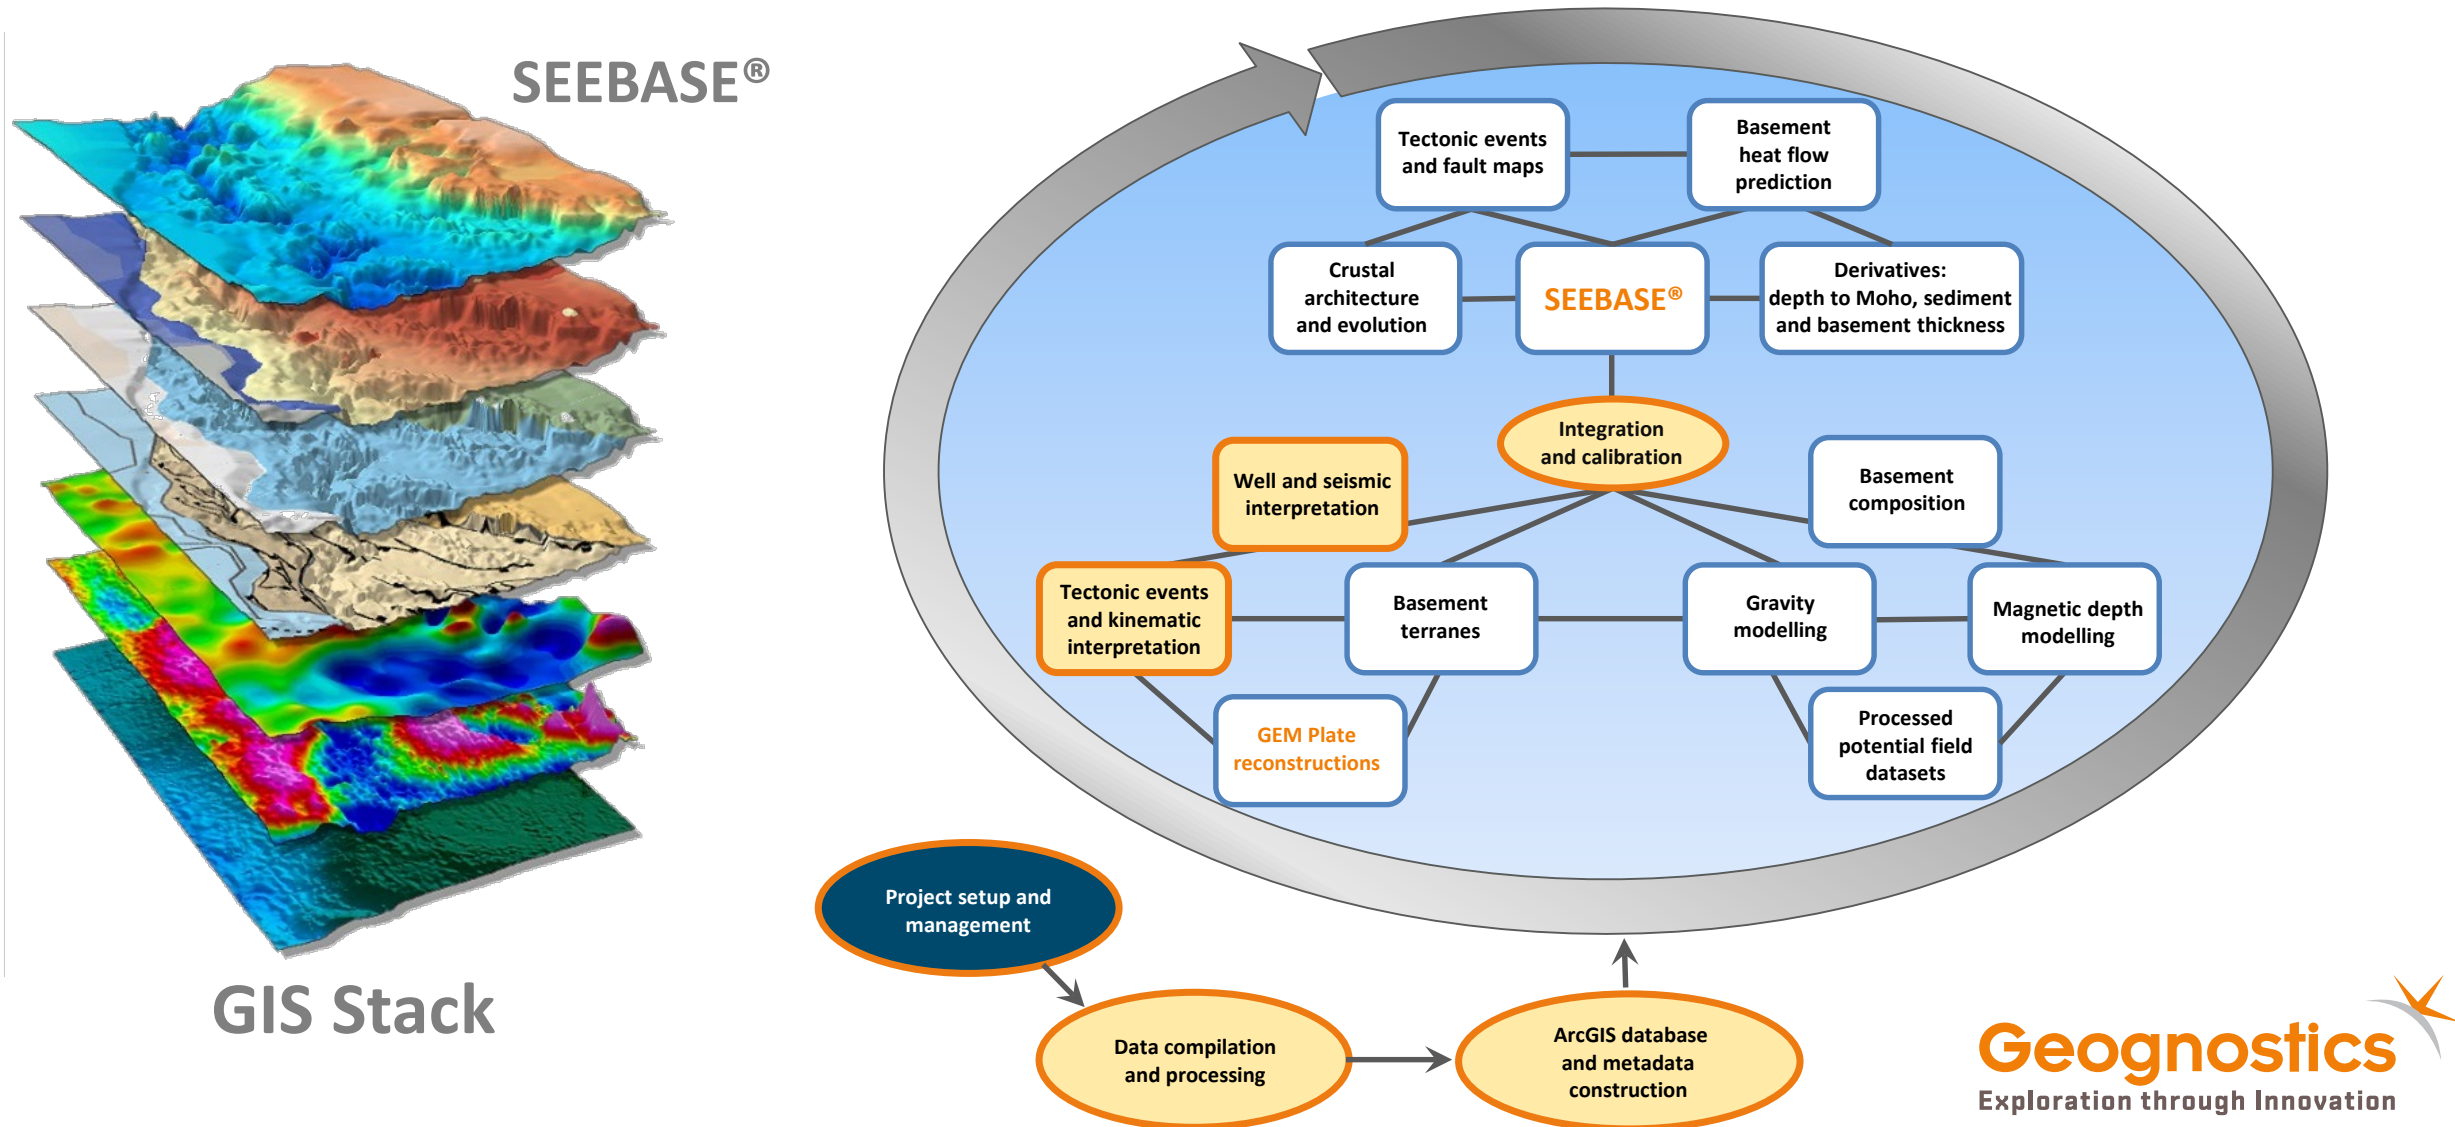 SEEBASE®
GIS Stack
Tectonic events
and fault maps
Basement
heat flow
prediction
Crustal
architecture
and evolution
SEEBASE®
Derivatives:
depth to Moho, sediment
and basement thickness
Integration
and calibration
Well and seismic
interpretation
Basement
composition
Tectonic events
and kinematic
interpretation
Basement
terranes
Gravity
modelling
Magnetic depth
modelling
GEM Plate
reconstructions
Processed
potential field
datasets
Project setup and
management
Data compilation
and processing
ArcGIS database
and metadata
construction
Geognostics
Exploration through Innovation